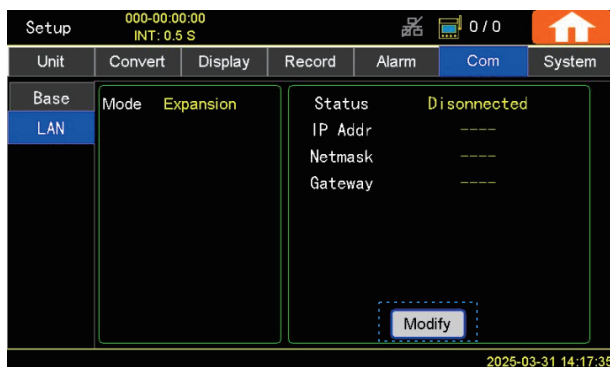 Setup
000-00:00:00
INT: 0.5 S
0 / 0
Unit Convert Display Record Alarm Com System
Base
LAN
Mode Expansion
Status Disonnected
IP Addr ----
Netmask ----
Gateway ----
Modify
2025-03-31 14:17:35